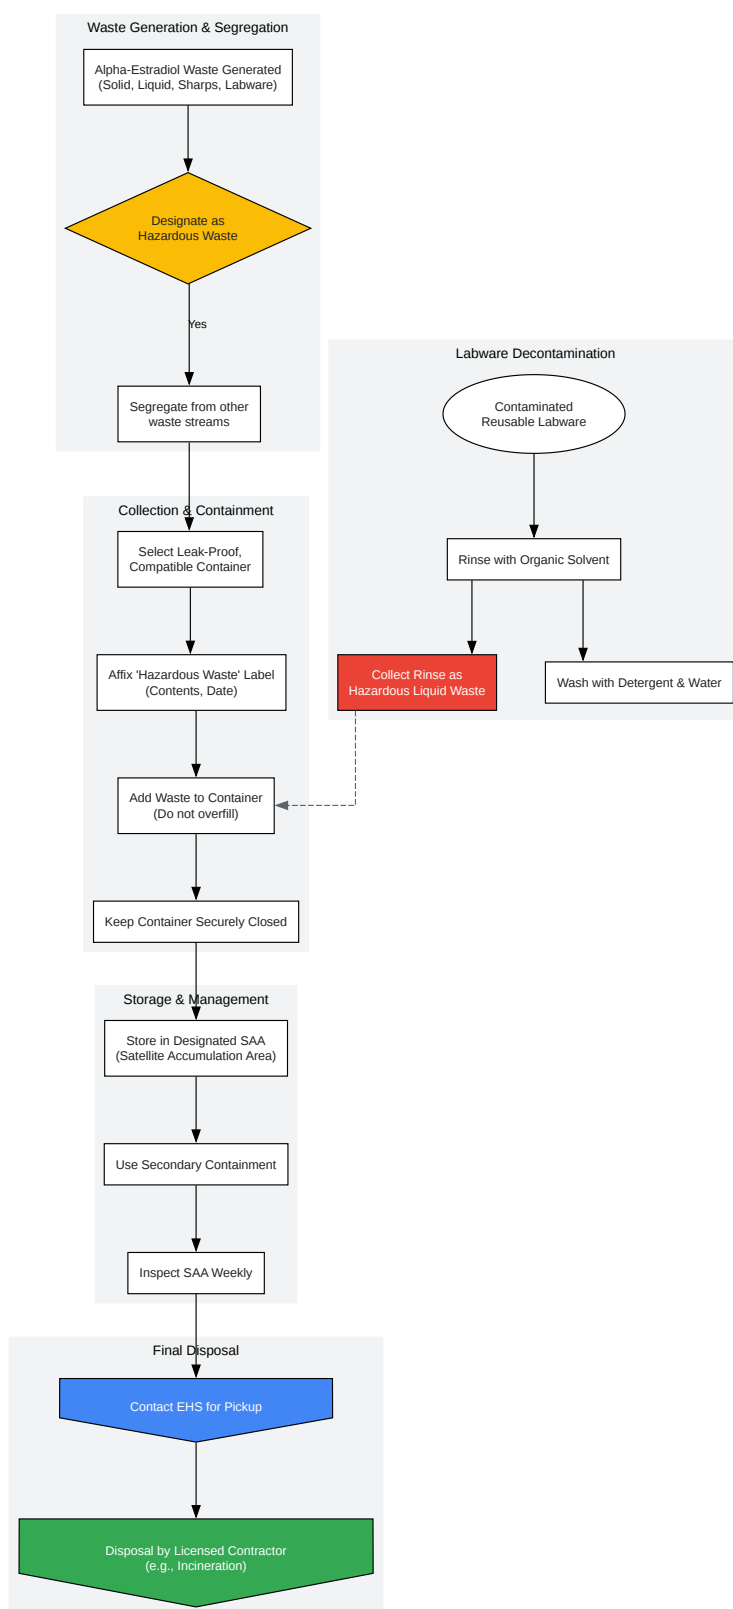 Waste Generation & Segregation
Alpha-Estradiol Waste Generated
(Solid, Liquid, Sharps, Labware)
Designate as
Hazardous Waste
Yes
Segregate from other
waste streams
Labware Decontamination
Contaminated
Reusable Labware
Rinse with Organic Solvent
Collect Rinse as
Hazardous Liquid Waste
Wash with Detergent & Water
Collection & Containment
Select Leak-Proof,
Compatible Container
Affix 'Hazardous Waste' Label
(Contents, Date)
Add Waste to Container
(Do not overfill)
Keep Container Securely Closed
Storage & Management
Store in Designated SAA
(Satellite Accumulation Area)
Use Secondary Containment
Inspect SAA Weekly
Final Disposal
Contact EHS for Pickup
Disposal by Licensed Contractor
(e.g., Incineration)